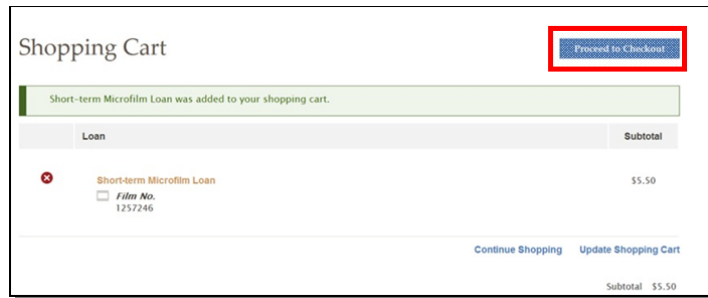 Shopping Cart
Proceed to Checkout
Short-term Microfilm Loan was added to your shopping cart.
Loan Subtotal
Short-term Microfilm Loan $5.50
Film No.
1257246
Continue Shopping Update Shopping Cart
Subtotal $5.50